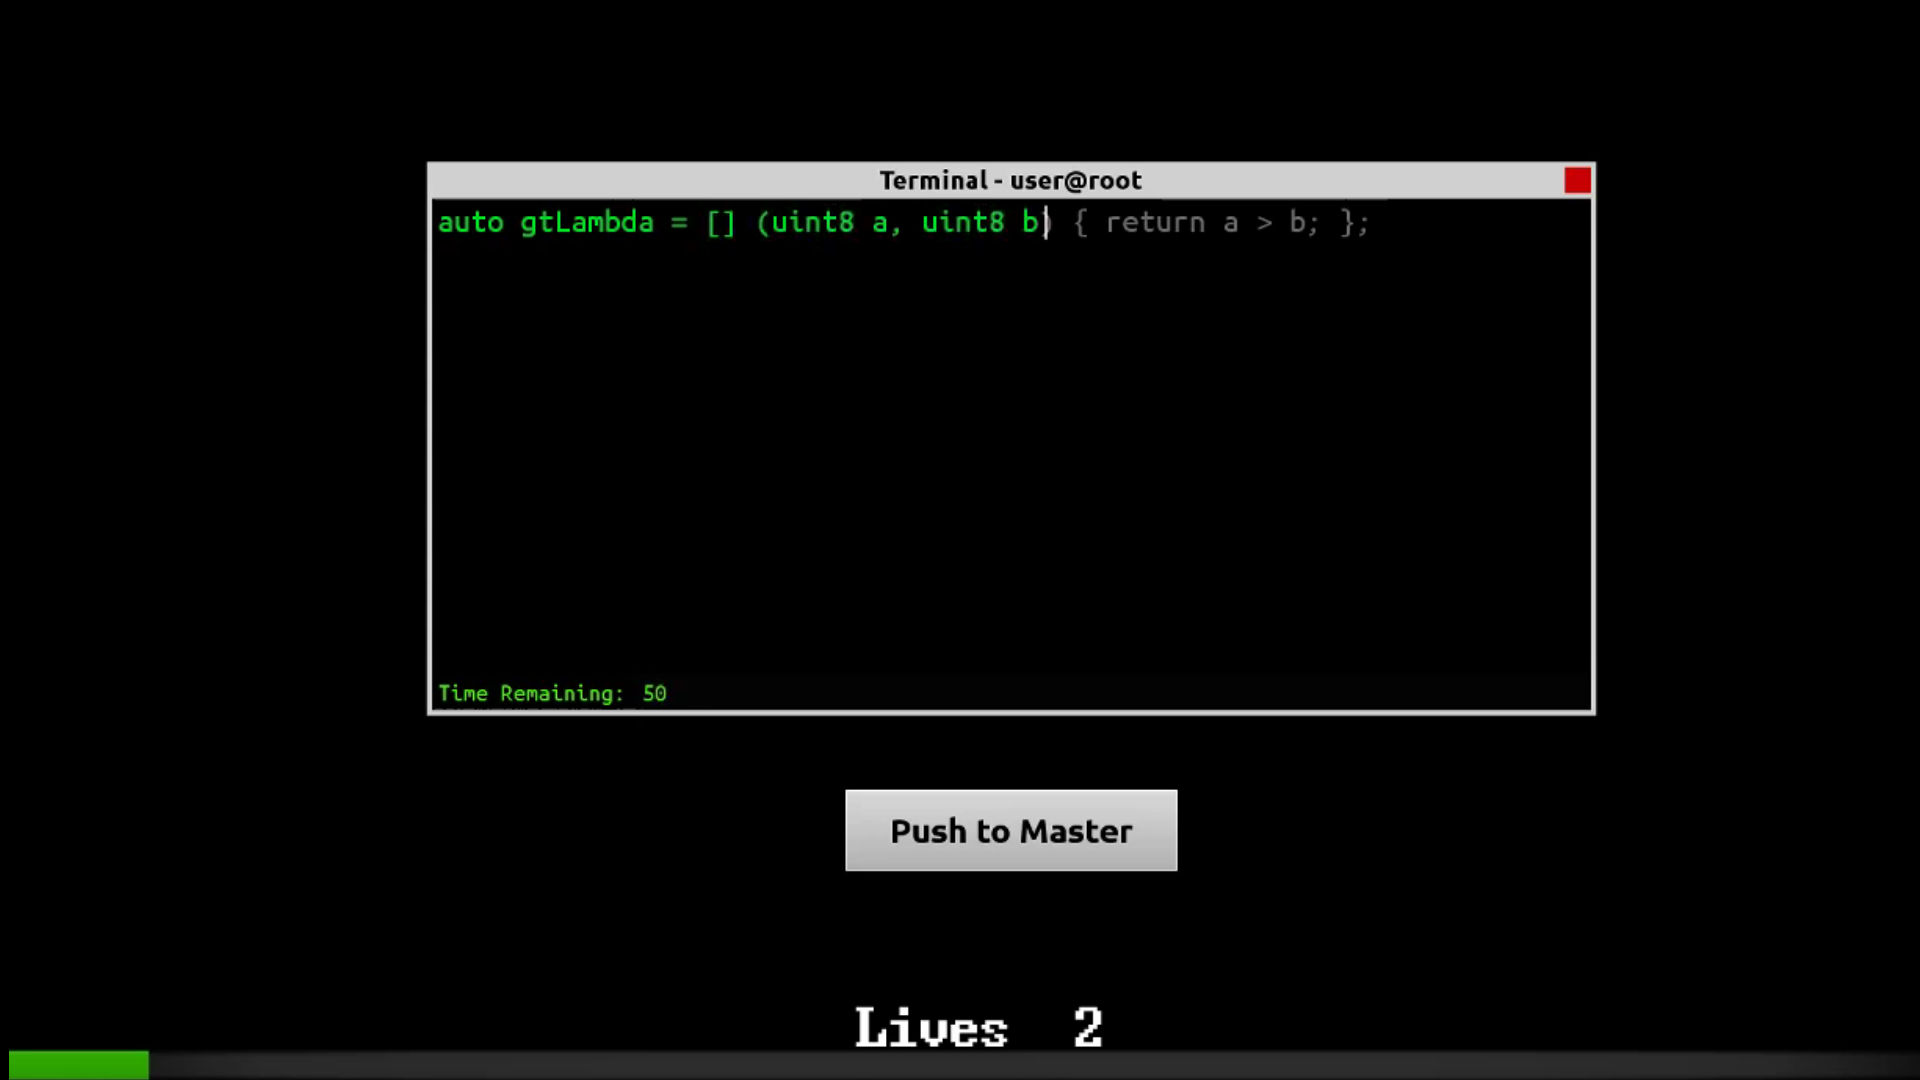 Terminal - user@root
auto gtLambda = [] (uint8 a, uint8 b) { return a > b; };
Time Remaining: 50
Push to Master
Lives 2